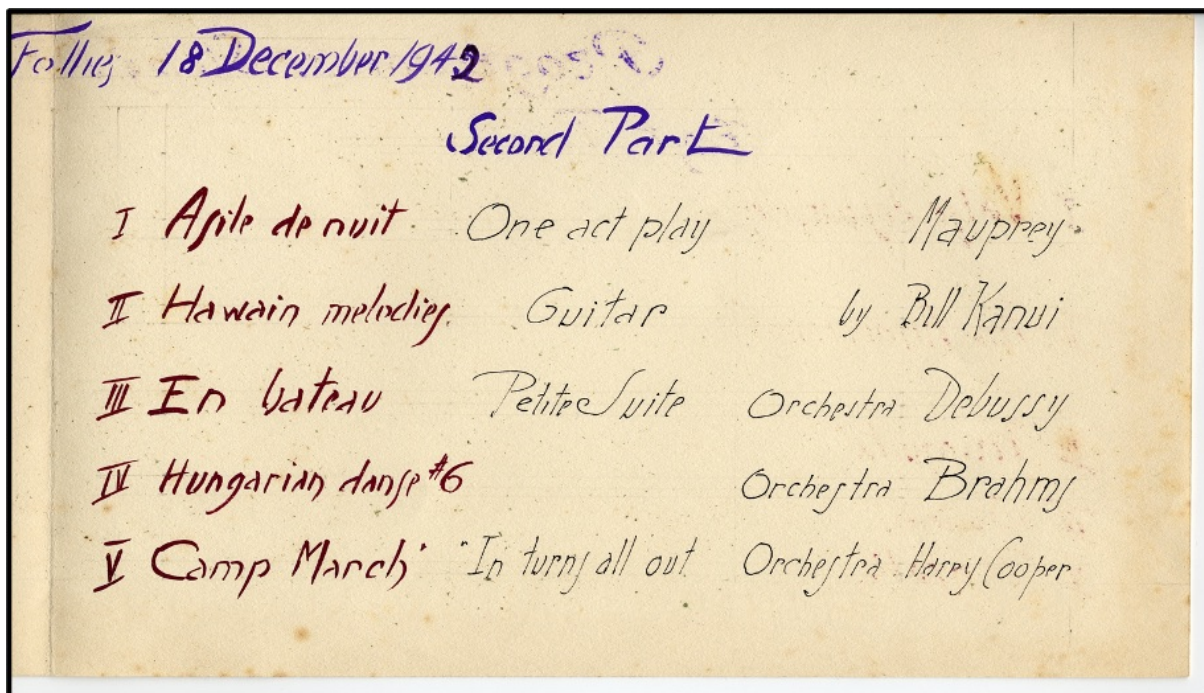 Follies 18 December 1942
Second Part
I Asile de nuit One act play Mauprey
II Hawain melodies Guitar by Bill Kanui
III En bateau Petite Suite Orchestra Debussy
IV Hungarian danse #6 Orchestra Brahms
V Camp March " "In turns all out Orchestra Harry Cooper